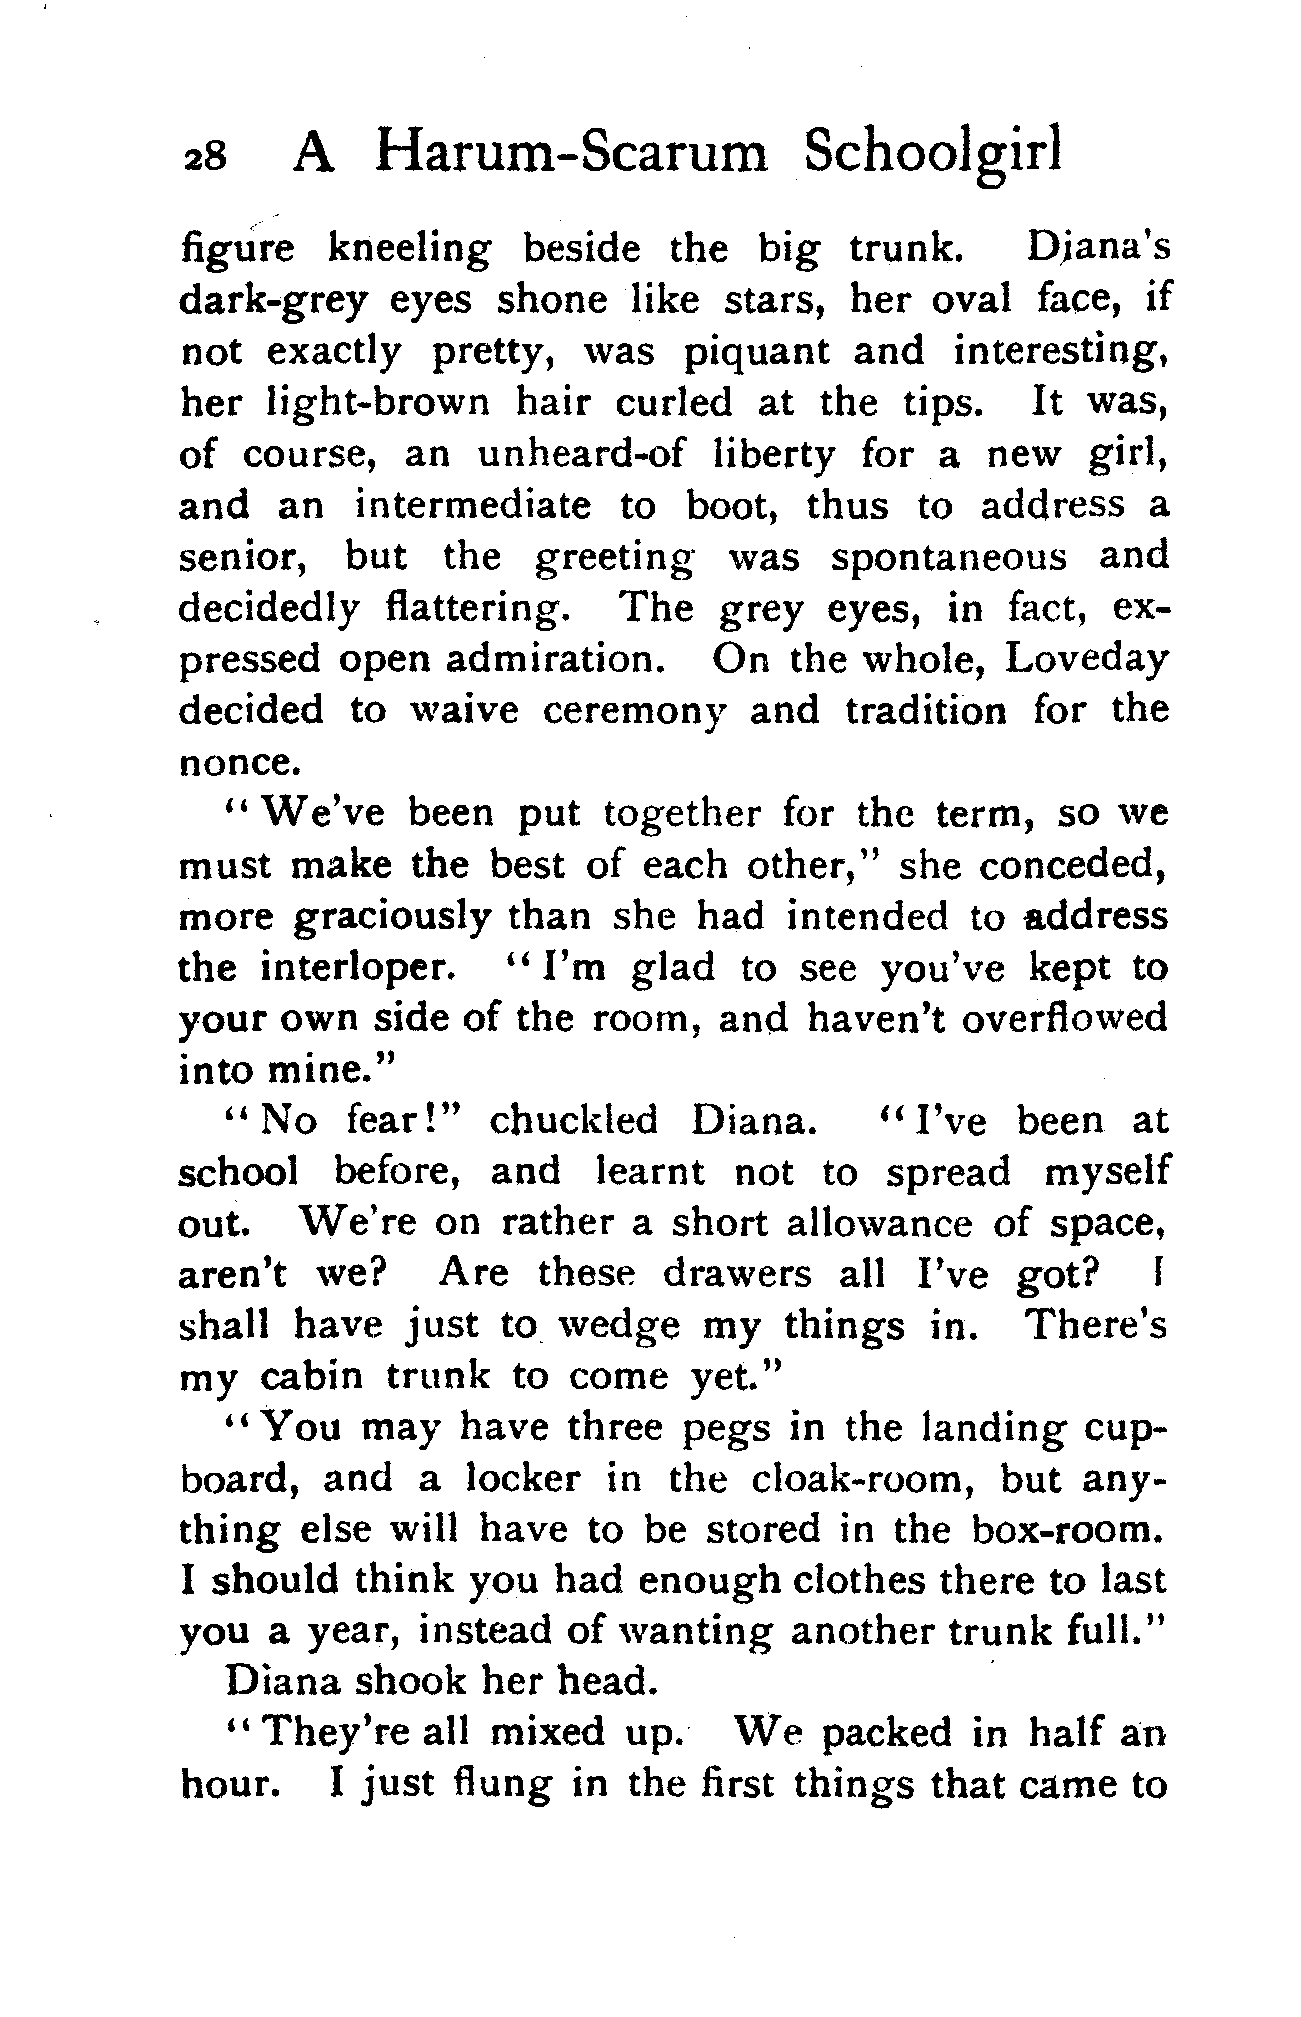 28 A Harum-Scarum Schoolgirl
figure kneeling beside the big trunk. Diana's
dark-grey eyes shone like stars, her oval face, if
not exactly pretty, was piquant and interesting,
her light-brown hair curled at the tips. It was,
of course, an unheard-of liberty for a new girl,
and an intermediate to boot, thus to address a
senior, but the greeting was spontaneous and
decidedly flattering. The grey eyes, in fact, ex-
pressed open admiration. On the whole, Loveday
decided to waive ceremony and tradition for the
nonce.
"We've been put together for the term, so we
must make the best of each other," she conceded,
more graciously than she had intended to address
the interloper. "I'm glad to see you've kept to
your own side of the room, and haven't overflowed
into mine."
"No fear!" chuckled Diana. "I've been at
school before, and learnt not to spread myself
out. We're on rather a short allowance of space,
aren't we? Are these drawers all I've got? I
shall have just to wedge my things in. There's
my cabin trunk to come yet."
"You may have three pegs in the landing cup-
board, and a locker in the cloak-room, but any-
thing else will have to be stored in the box-room.
I should think you had enough clothes there to last
you a year, instead of wanting another trunk full."
Diana shook her head.
"They're all mixed up. We packed in half an
hour. I just flung in the first things that came to